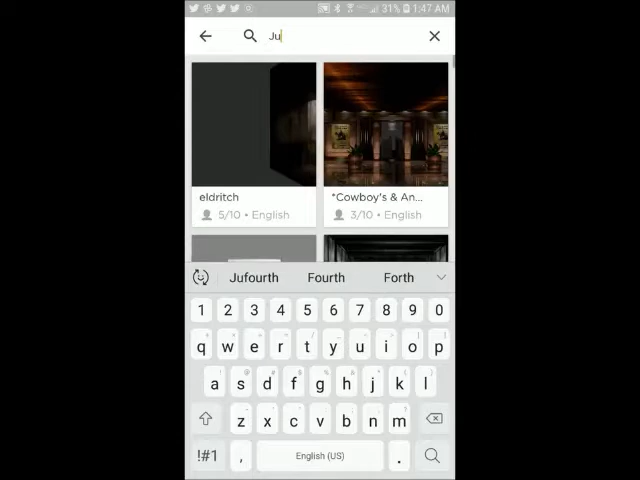 31% 1:47 AM
Ju
eldritch
5/10 • English
*Cowboy's & An...
3/10 • English
Jufourth Fourth Forth
1 2 3 4 5 6 7 8 9 0
q w e r t y u i o p
a s d f g h j k l
z x c v b n m
!#1 , English (US) .